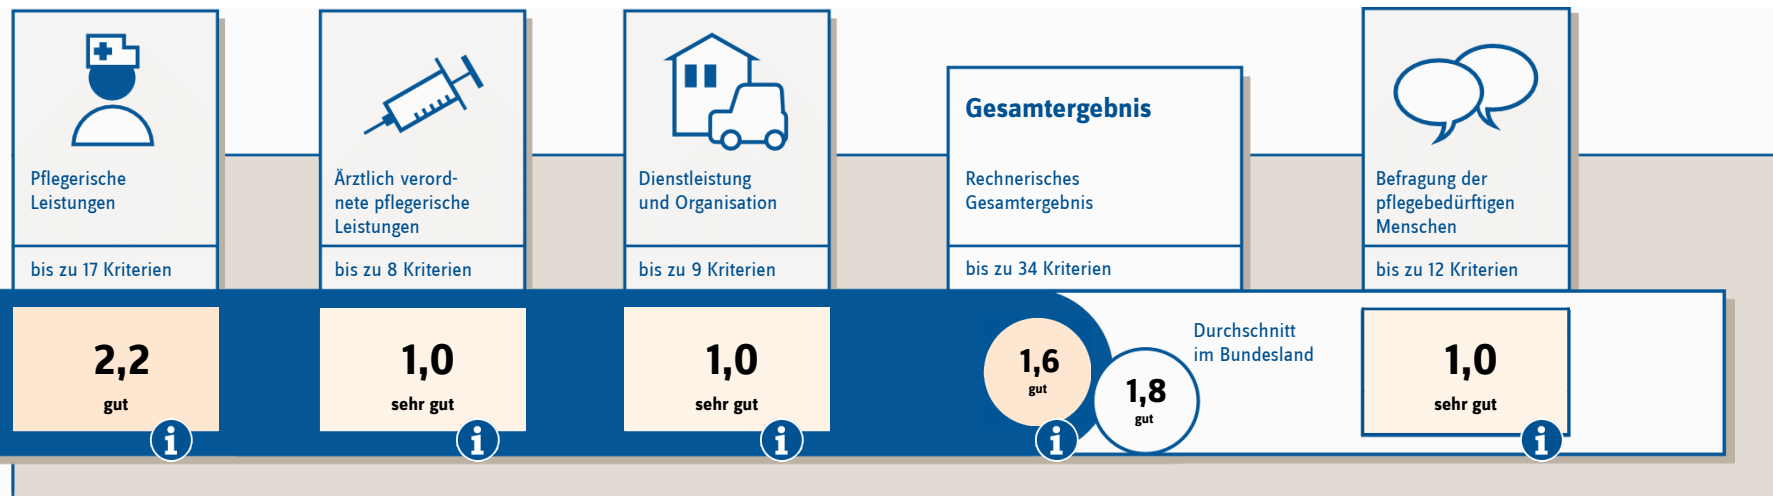 Pflegerische
Leistungen
bis zu 17 Kriterien
2,2
gut
i
Ärztlich verord-
nete pflegerische
Leistungen
bis zu 8 Kriterien
1,0
sehr gut
i
Dienstleistung
und Organisation
bis zu 9 Kriterien
1,0
sehr gut
i
Gesamtergebnis
Rechnerisches
Gesamtergebnis
bis zu 34 Kriterien
1,6
gut
i
1,8
gut
Durchschnitt
im Bundesland
Befragung der
pflegebedürftigen
Menschen
bis zu 12 Kriterien
1,0
sehr gut
i